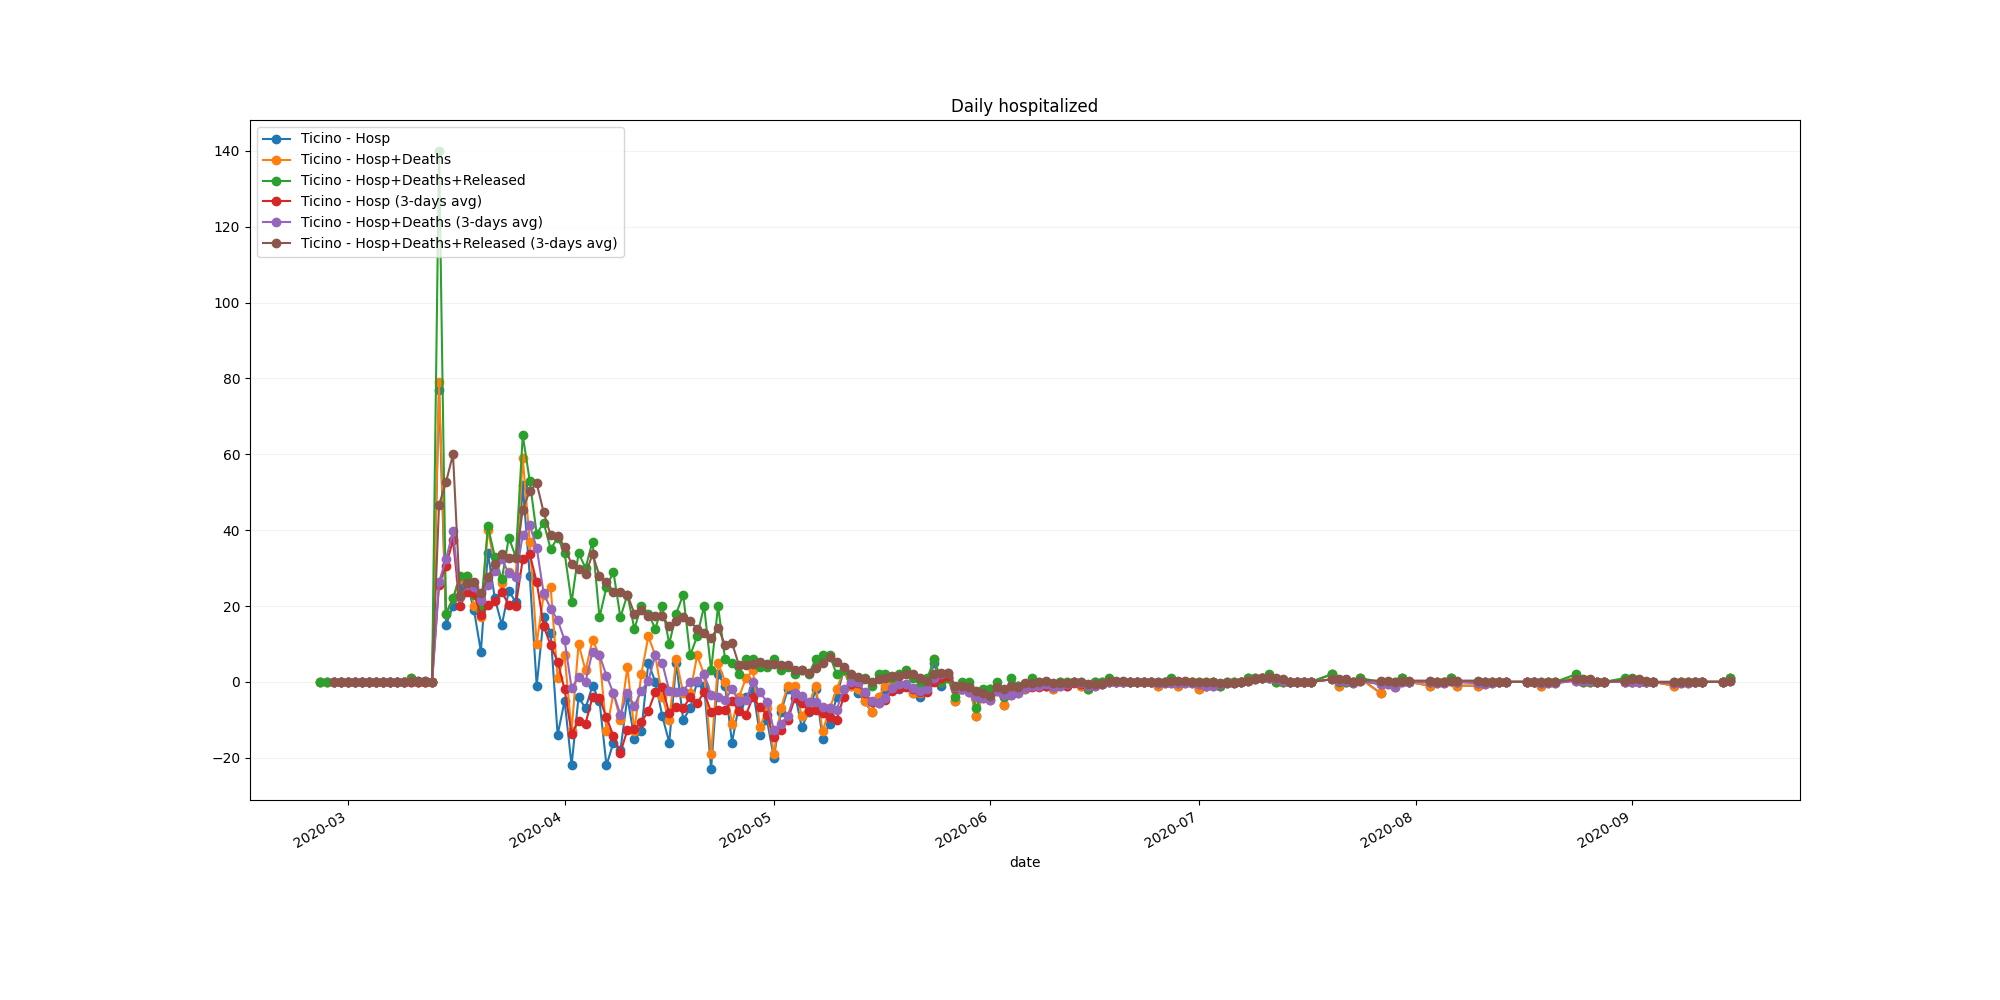 Daily hospitalized
Ticino - Hosp
Ticino - Hosp+Deaths
Ticino - Hosp+Deaths+Released
Ticino - Hosp (3-days avg)
Ticino - Hosp+Deaths (3-days avg)
Ticino - Hosp+Deaths+Released (3-days avg)
140
120
100
80
60
40
20
0
−20
2020-03
2020-04
2020-05
2020-06
2020-07
2020-08
2020-09
date